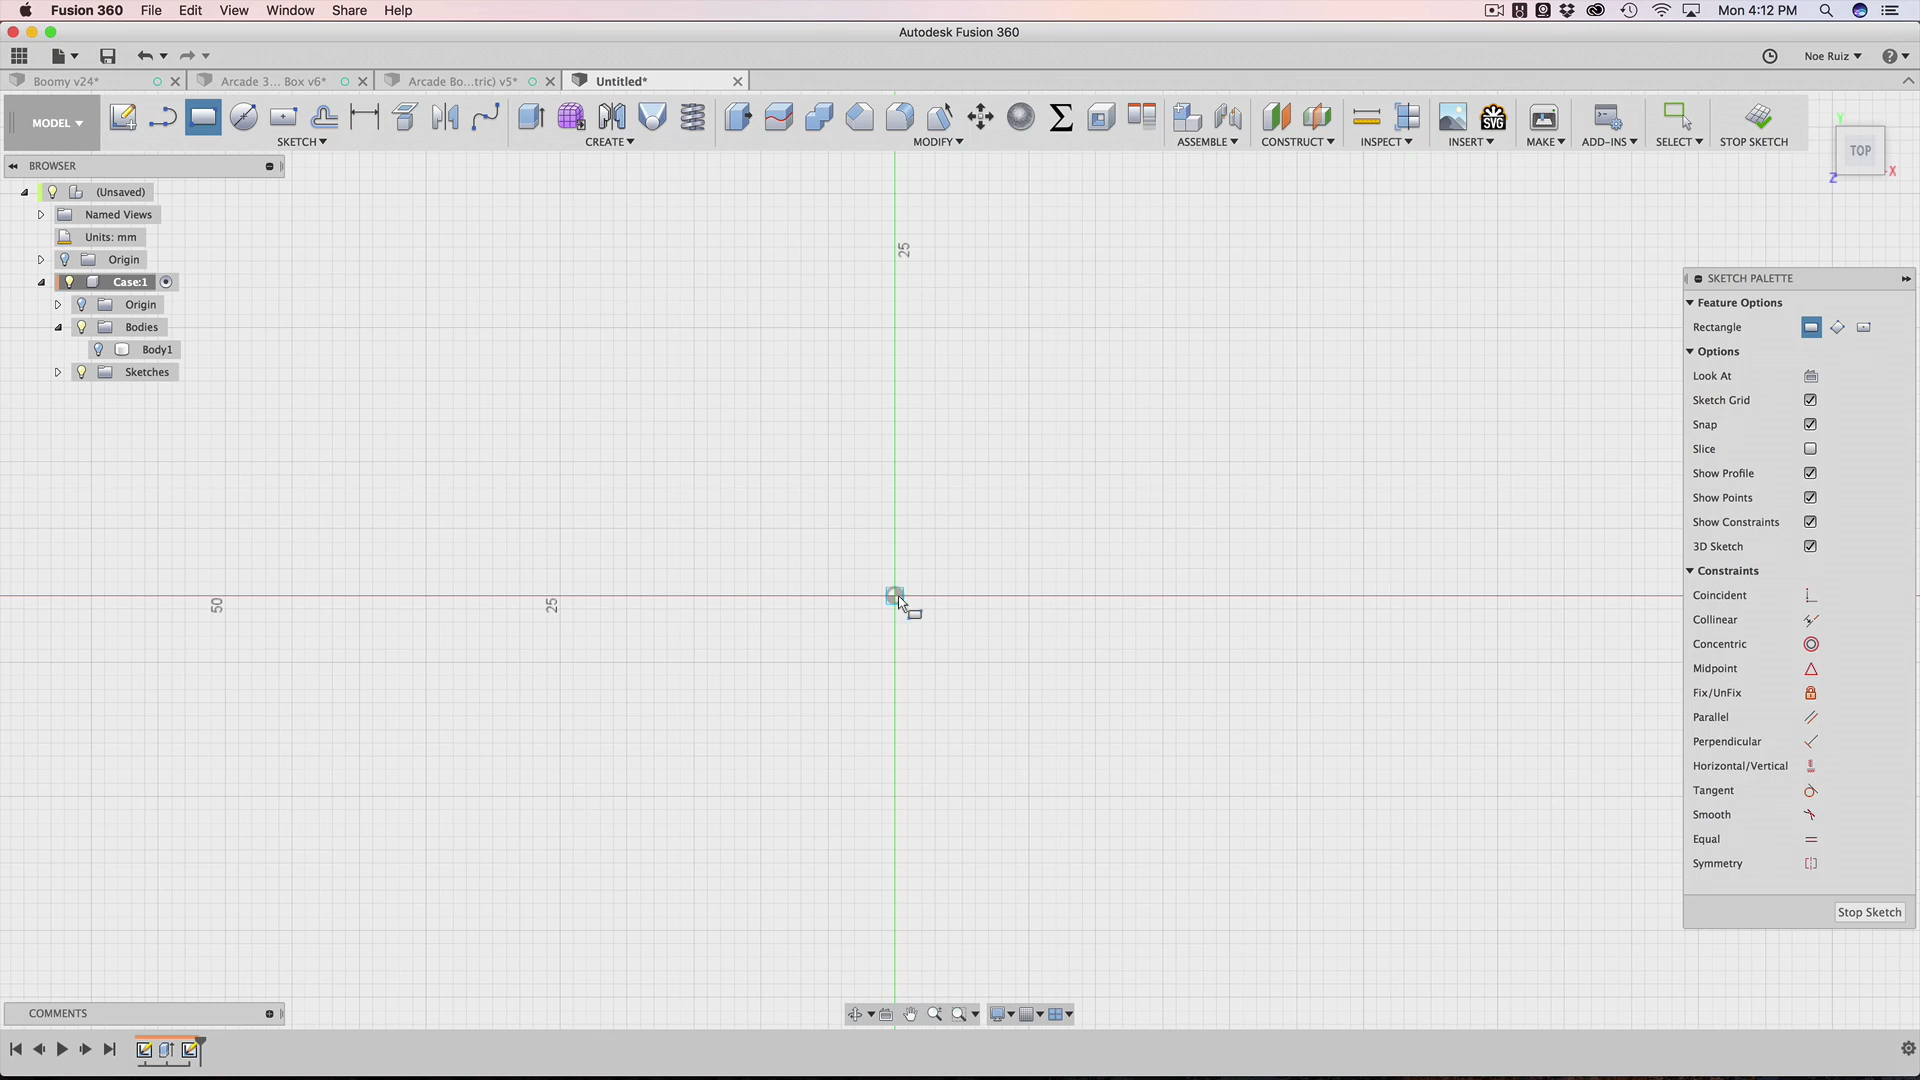 Fusion 360 File Edit View Window Share Help Mon 4:12 PM
Autodesk Fusion 360
Noe Ruiz
Boomy v24* Arcade 3... Box v6* Arcade Bo...tric) v5* Untitled*
MODEL SKETCH CREATE MODIFY ASSEMBLE CONSTRUCT INSPECT INSERT MAKE ADD-INS SELECT STOP SKETCH
SVG
TOP
Y
X
Z
BROWSER
(Unsaved)
Named Views
Units: mm
Origin
Case:1
Origin
Bodies
Body1
Sketches
25
50
25
SKETCH PALETTE
Feature Options
Rectangle
Options
Look At
Sketch Grid
Snap
Slice
Show Profile
Show Points
Show Constraints
3D Sketch
Constraints
Coincident
Collinear
Concentric
Midpoint
Fix/UnFix
Parallel
Perpendicular
Horizontal/Vertical
Tangent
Smooth
Equal
Symmetry
Stop Sketch
COMMENTS